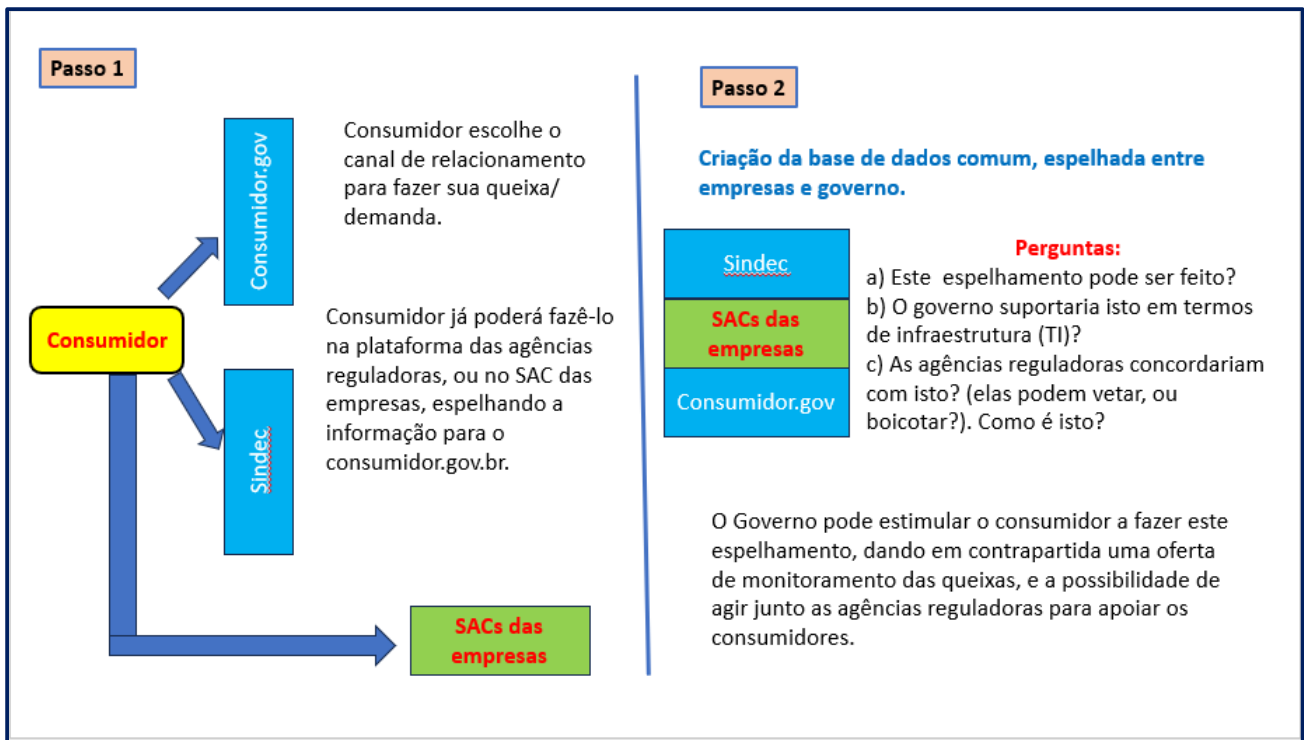 Passo 1
Consumidor.gov
Consumidor escolhe o
canal de relacionamento
para fazer sua queixa/
demanda.
Consumidor
Consumidor já poderá fazê-lo
na plataforma das agências
reguladoras, ou no SAC das
empresas, espelhando a
informação para o
consumidor.gov.br.
Sindec
SACs das
empresas
Passo 2
Criação da base de dados comum, espelhada entre
empresas e governo.
Sindec
SACs das
empresas
Consumidor.gov
Perguntas:
a) Este  espelhamento pode ser feito?
b) O governo suportaria isto em termos
de infraestrutura (TI)?
c) As agências reguladoras concordariam
com isto? (elas podem vetar, ou
boicotar?). Como é isto?
O Governo pode estimular o consumidor a fazer este
espelhamento, dando em contrapartida uma oferta
de monitoramento das queixas, e a possibilidade de
agir junto as agências reguladoras para apoiar os
consumidores.